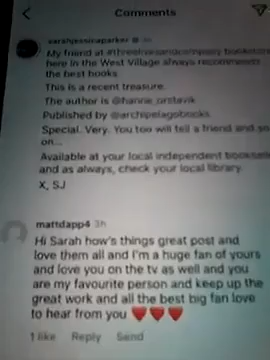 Comments
sarahjessicaparker
My friend at
here in the West Village always recommends
the best books.
This is a recent treasure.
The author is @hanne_orstavik
Published by @archipelagobooks
Special. Very. You too will tell a friend and so
on...
Available at your local independent
and as always, check your local library.
X, SJ
mattdapp4 3h
Hi Sarah how's things great post and
love them all and I'm a huge fan of yours
and love you on the tv as well and you
are my favourite person and keep up the
great work and all the best big fan love
to hear from you ❤️❤️❤️
1 like Reply Send